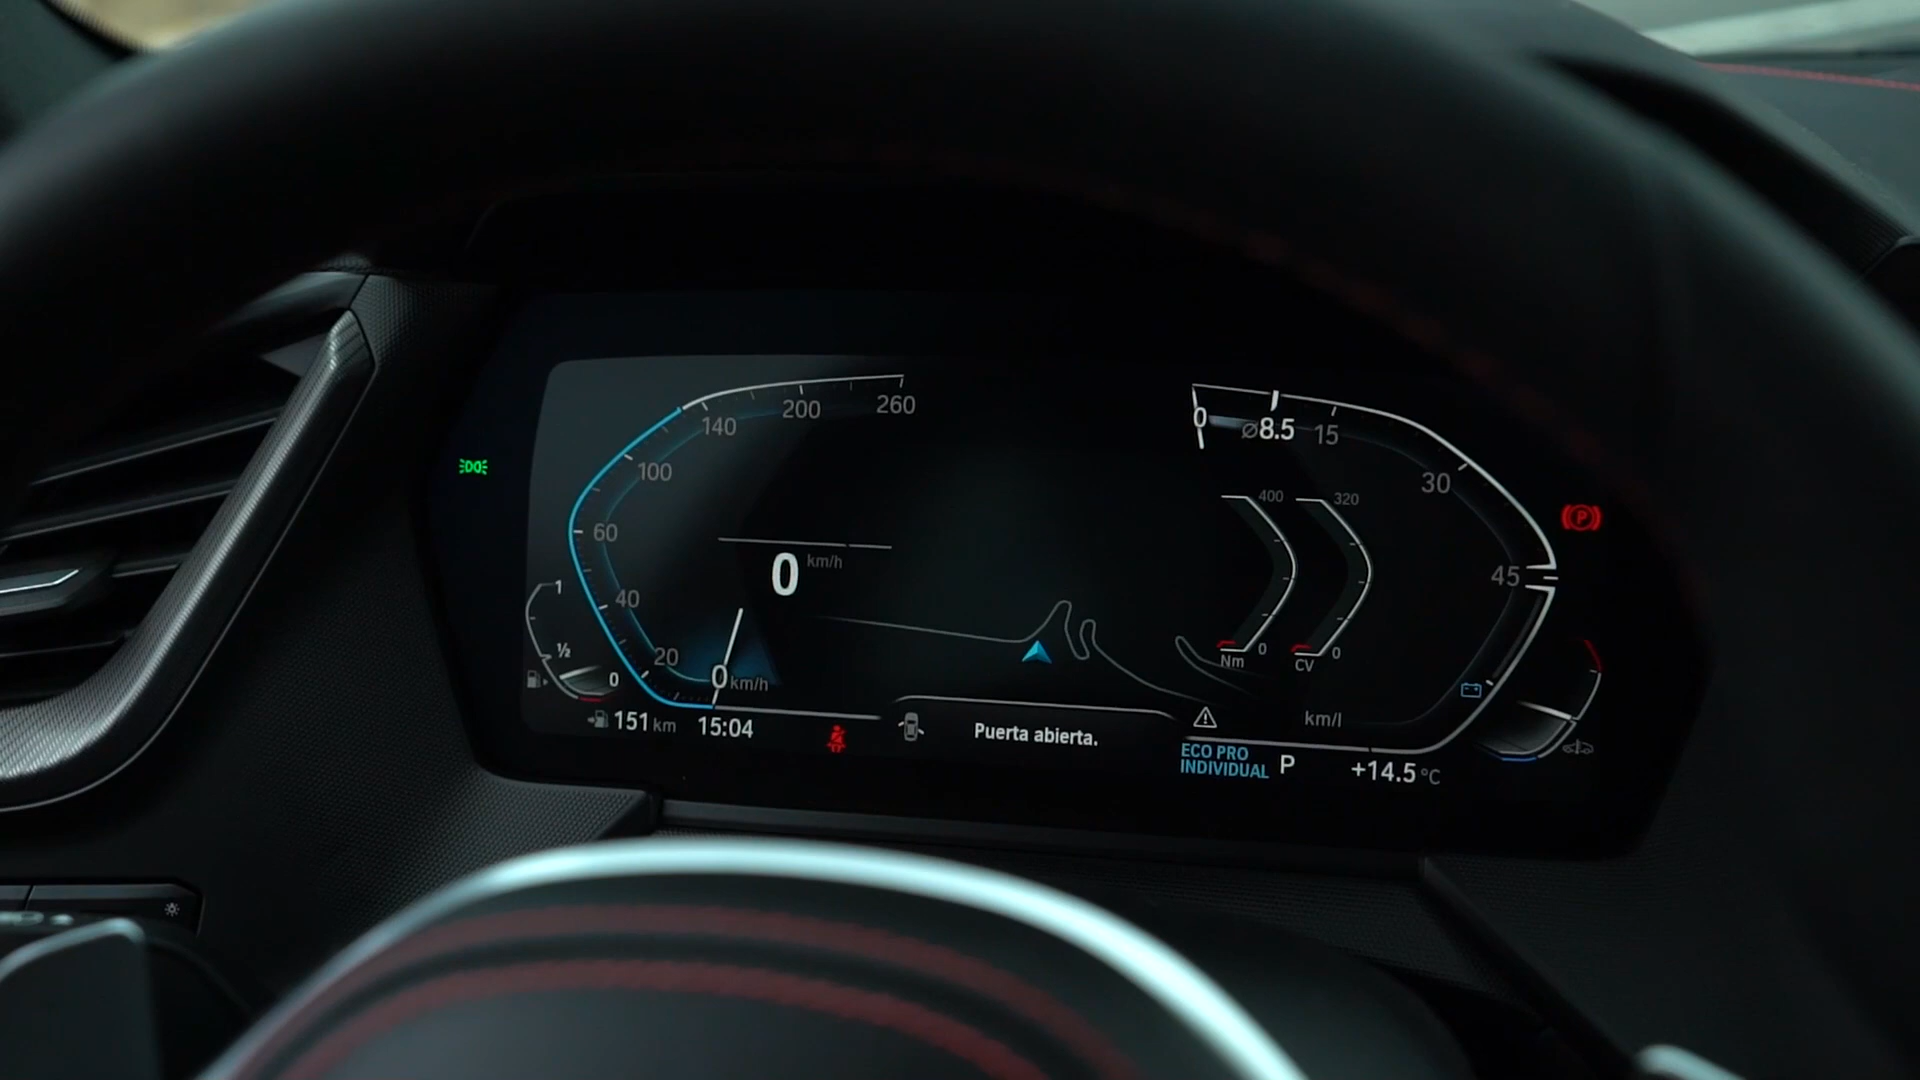 260
200
140
100
60
40
20
0 km/h
0 km/h
1
½
0
151 km
15:04
Puerta abierta.
0
⌀8.5
15
30
45
400
320
0
0
Nm
CV
km/l
ECO PRO
INDIVIDUAL
P
+14.5 °C
P